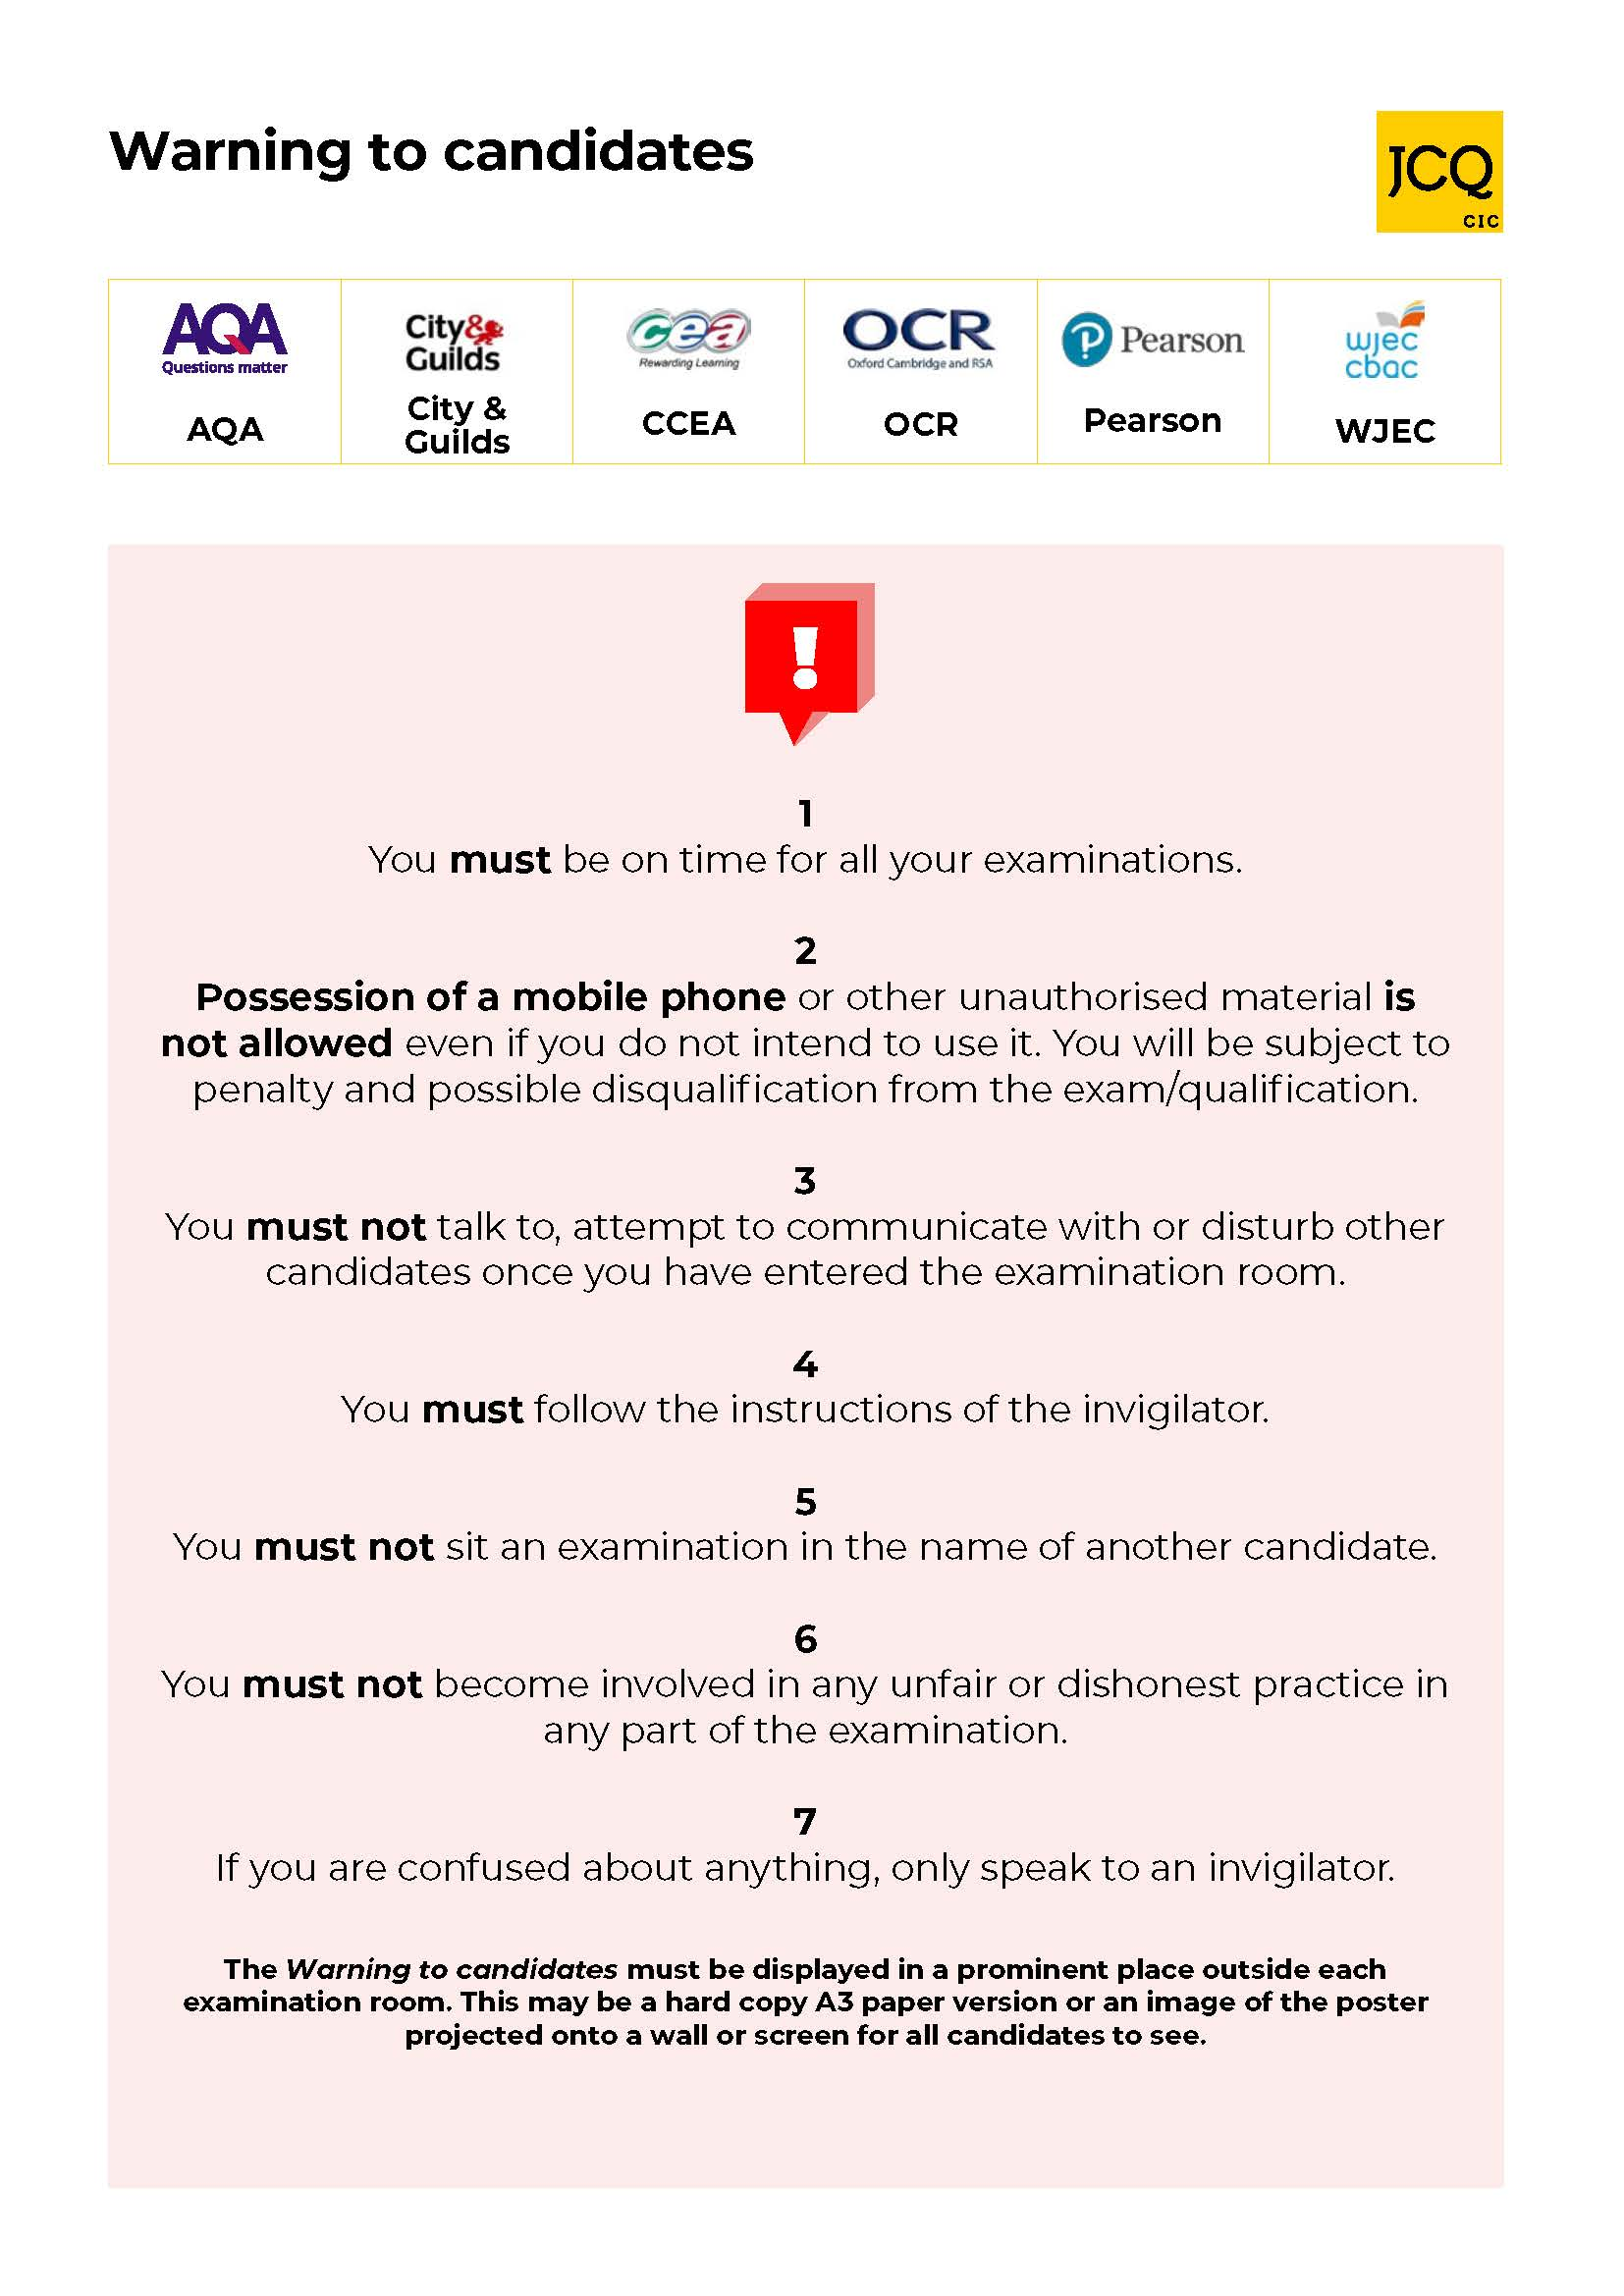 Warning to candidates
JCQ
CIC
AQA
Questions matter
AQA
City&
Guilds
City &
Guilds
ccea
Rewarding Learning
CCEA
OCR
Oxford Cambridge and RSA
OCR
P Pearson
Pearson
wjec
cbac
WJEC
!
1
You must be on time for all your examinations.
2
Possession of a mobile phone or other unauthorised material is
not allowed even if you do not intend to use it. You will be subject to
penalty and possible disqualification from the exam/qualification.
3
You must not talk to, attempt to communicate with or disturb other
candidates once you have entered the examination room.
4
You must follow the instructions of the invigilator.
5
You must not sit an examination in the name of another candidate.
6
You must not become involved in any unfair or dishonest practice in
any part of the examination.
7
If you are confused about anything, only speak to an invigilator.
The Warning to candidates must be displayed in a prominent place outside each
examination room. This may be a hard copy A3 paper version or an image of the poster
projected onto a wall or screen for all candidates to see.